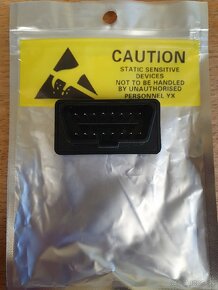 CAUTION
STATIC SENSITIVE
DEVICES
NOT TO BE HANDLED
BY UNAUTHORISED
PERSONNEL YX